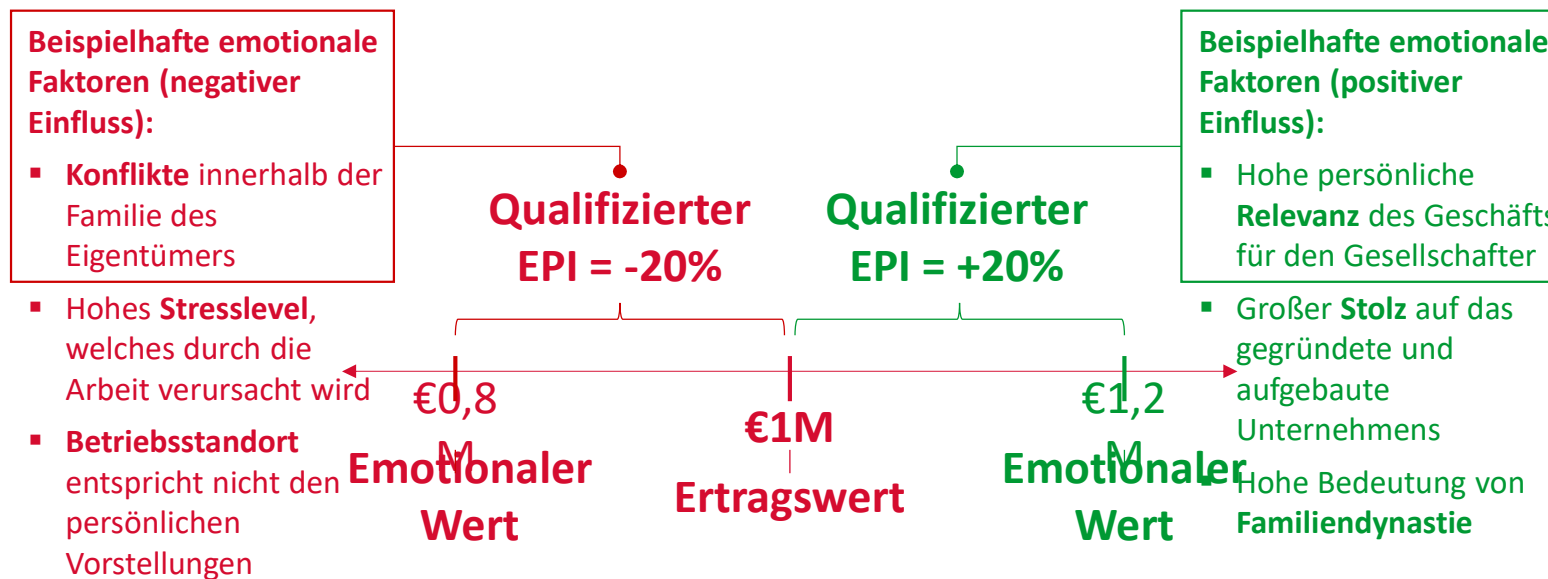 Beispielhafte emotionale
Faktoren (negativer
Einfluss):
▪ Konflikte innerhalb der
Familie des
Eigentümers
▪ Hohes Stresslevel,
welches durch die
Arbeit verursacht wird
▪ Betriebsstandort
entspricht nicht den
persönlichen
Vorstellungen
Qualifizierter
EPI = -20%
Qualifizierter
EPI = +20%
€0,8
M
Emotionaler
Wert
€1M
Ertragswert
€1,2
M
Emotionaler
Wert
Beispielhafte emotionale
Faktoren (positiver
Einfluss):
▪ Hohe persönliche
Relevanz des Geschäfts
für den Gesellschafter
▪ Großer Stolz auf das
gegründete und
aufgebaute
Unternehmens
▪ Hohe Bedeutung von
Familiendynastie